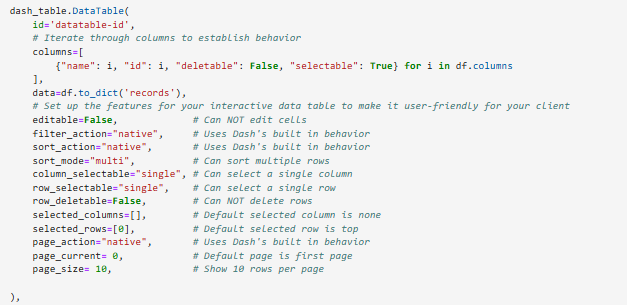 dash_table.DataTable(
    id='datatable-id',
    # Iterate through columns to establish behavior
    columns=[
        {"name": i, "id": i, "deletable": False, "selectable": True} for i in df.columns
    ],
    data=df.to_dict('records'),
    # Set up the features for your interactive data table to make it user-friendly for your client
    editable=False,             # Can NOT edit cells
    filter_action="native",     # Uses Dash's built in behavior
    sort_action="native",       # Uses Dash's built in behavior
    sort_mode="multi",          # Can sort multiple rows
    column_selectable="single", # Can select a single column
    row_selectable="single",    # Can select a single row
    row_deletable=False,        # Can NOT delete rows
    selected_columns=[],        # Default selected column is none
    selected_rows=[0],          # Default selected row is top
    page_action="native",       # Uses Dash's built in behavior
    page_current= 0,            # Default page is first page
    page_size= 10,              # Show 10 rows per page
),